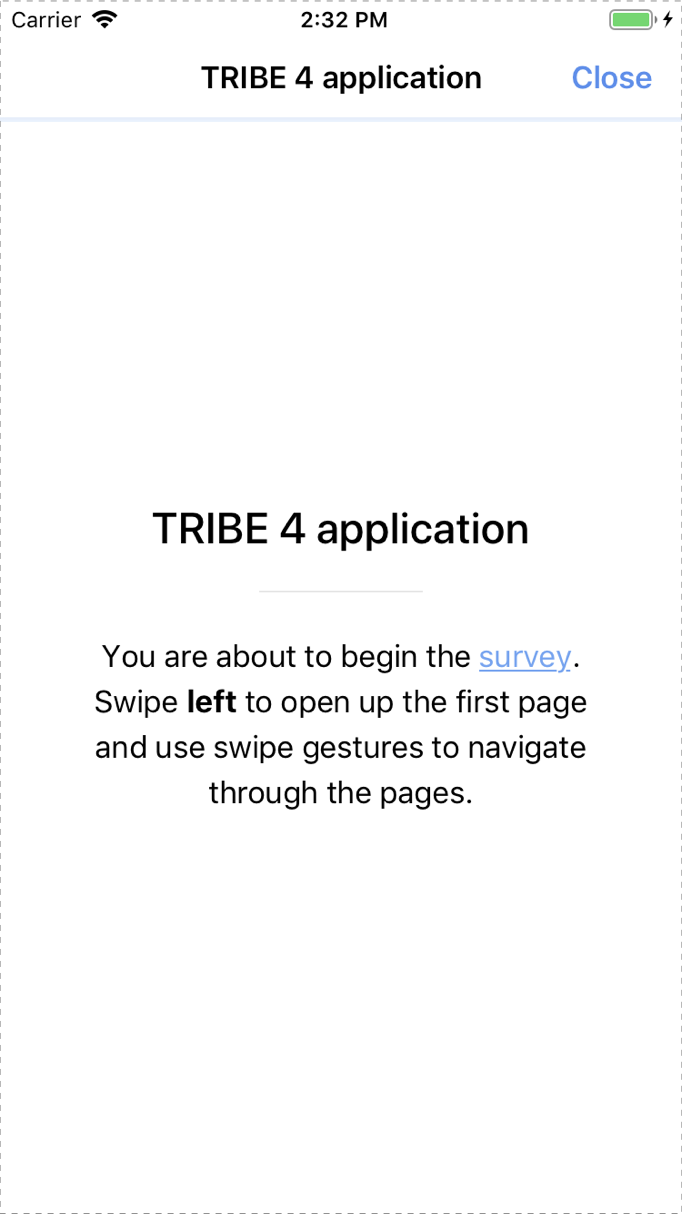 Carrier 2:32 PM
TRIBE 4 application Close
TRIBE 4 application
You are about to begin the survey.
Swipe left to open up the first page
and use swipe gestures to navigate
through the pages.